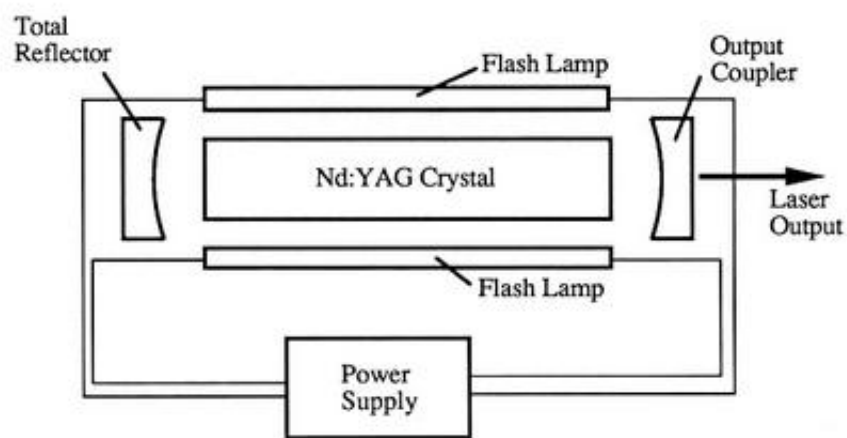 Total
Reflector
Flash Lamp
Output
Coupler
Nd:YAG Crystal
Laser
Output
Flash Lamp
Power
Supply